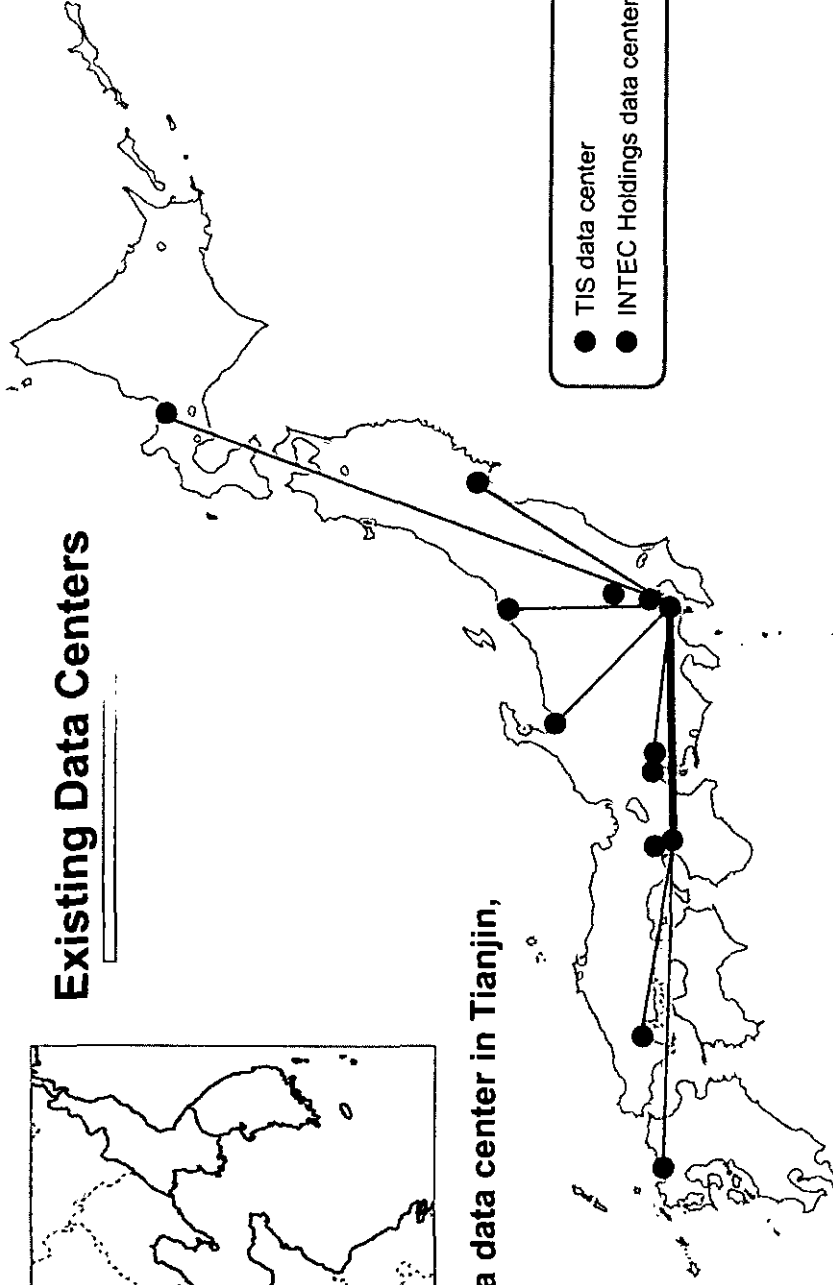 Existing Data Centers
a data center in Tianjin,
TIS data center
INTEC Holdings data center